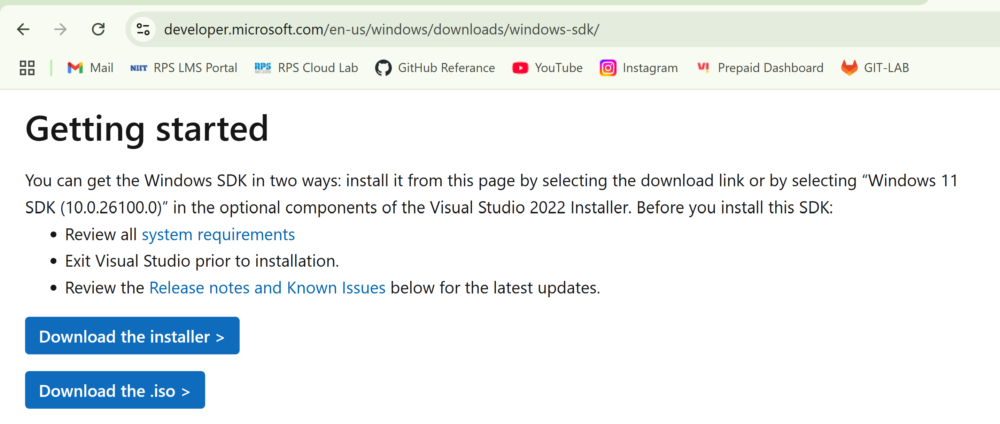 developer.microsoft.com/en-us/windows/downloads/windows-sdk/
Mail NIIT RPS LMS Portal RPS RPS Cloud Lab GitHub Referance YouTube Instagram VI! Prepaid Dashboard GIT-LAB
Getting started
You can get the Windows SDK in two ways: install it from this page by selecting the download link or by selecting “Windows 11
SDK (10.0.26100.0)” in the optional components of the Visual Studio 2022 Installer. Before you install this SDK:
• Review all system requirements
• Exit Visual Studio prior to installation.
• Review the Release notes and Known Issues below for the latest updates.
Download the installer >
Download the .iso >